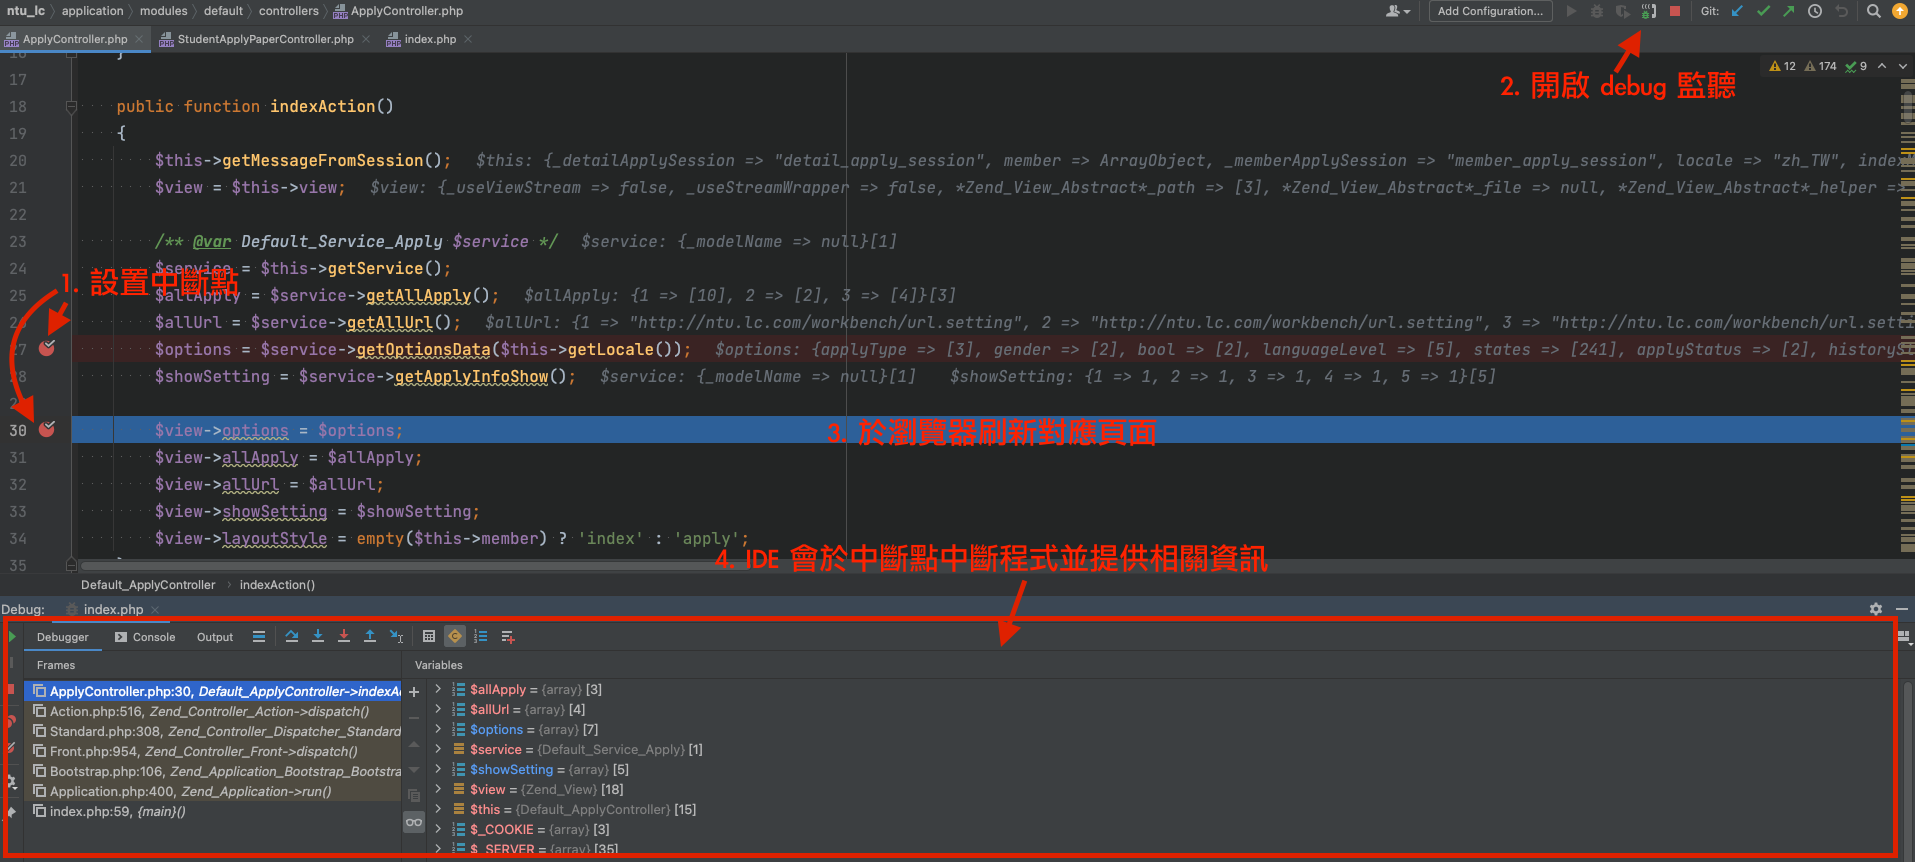 ntu_lc › application › modules › default › controllers › ApplyController.php
Add Configuration...
Git:
ApplyController.php
StudentApplyPaperController.php
index.php
12 174 9
2. 開啟 debug 監聽
16 }
17
18 public function indexAction()
19 {
20 $this->getMessageFromSession(); $this: {_detailApplySession => "detail_apply_session", member => ArrayObject, _memberApplySession => "member_apply_session", locale => "zh_TW",
21 $view = $this->view; $view: {_useViewStream => false, _useStreamWrapper => false, *Zend_View_Abstract*_path => [3], *Zend_View_Abstract*_file => null, *Zend_View_Abstract*_helper =>
22
23 /** @var Default_Service_Apply $service */ $service: {_modelName => null}[1]
24 $service = $this->getService();
1. 設置中斷點
25 $allApply = $service->getAllApply(); $allApply: {1 => [10], 2 => [2], 3 => [4]}[3]
26 $allUrl = $service->getAllUrl(); $allUrl: {1 => "http://ntu.lc.com/workbench/url.setting", 2 => "http://ntu.lc.com/workbench/url.setting", 3 => "http://ntu.lc.com/workbench/url.setti
27 $options = $service->getOptionsData($this->getLocale()); $options: {applyType => [3], gender => [2], bool => [2], languageLevel => [5], states => [241], applyStatus => [2], historySt
28 $showSetting = $service->getApplyInfoShow(); $service: {_modelName => null}[1] $showSetting: {1 => 1, 2 => 1, 3 => 1, 4 => 1, 5 => 1}[5]
29
30 $view->options = $options;
3. 於瀏覽器刷新對應頁面
31 $view->allApply = $allApply;
32 $view->allUrl = $allUrl;
33 $view->showSetting = $showSetting;
34 $view->layoutStyle = empty($this->member) ? 'index' : 'apply';
4. IDE 會於中斷點中斷程式並提供相關資訊
35
Default_ApplyController › indexAction()
Debug: index.php
Debugger Console Output
Frames
ApplyController.php:30, Default_ApplyController->indexAc
Action.php:516, Zend_Controller_Action->dispatch()
Standard.php:308, Zend_Controller_Dispatcher_Standard
Front.php:954, Zend_Controller_Front->dispatch()
Bootstrap.php:106, Zend_Application_Bootstrap_Bootstra
Application.php:400, Zend_Application->run()
index.php:59, {main}()
Variables
$allApply = {array} [3]
$allUrl = {array} [4]
$options = {array} [7]
$service = {Default_Service_Apply} [1]
$showSetting = {array} [5]
$view = {Zend_View} [18]
$this = {Default_ApplyController} [15]
$_COOKIE = {array} [3]
$_SERVER = {array} [35]